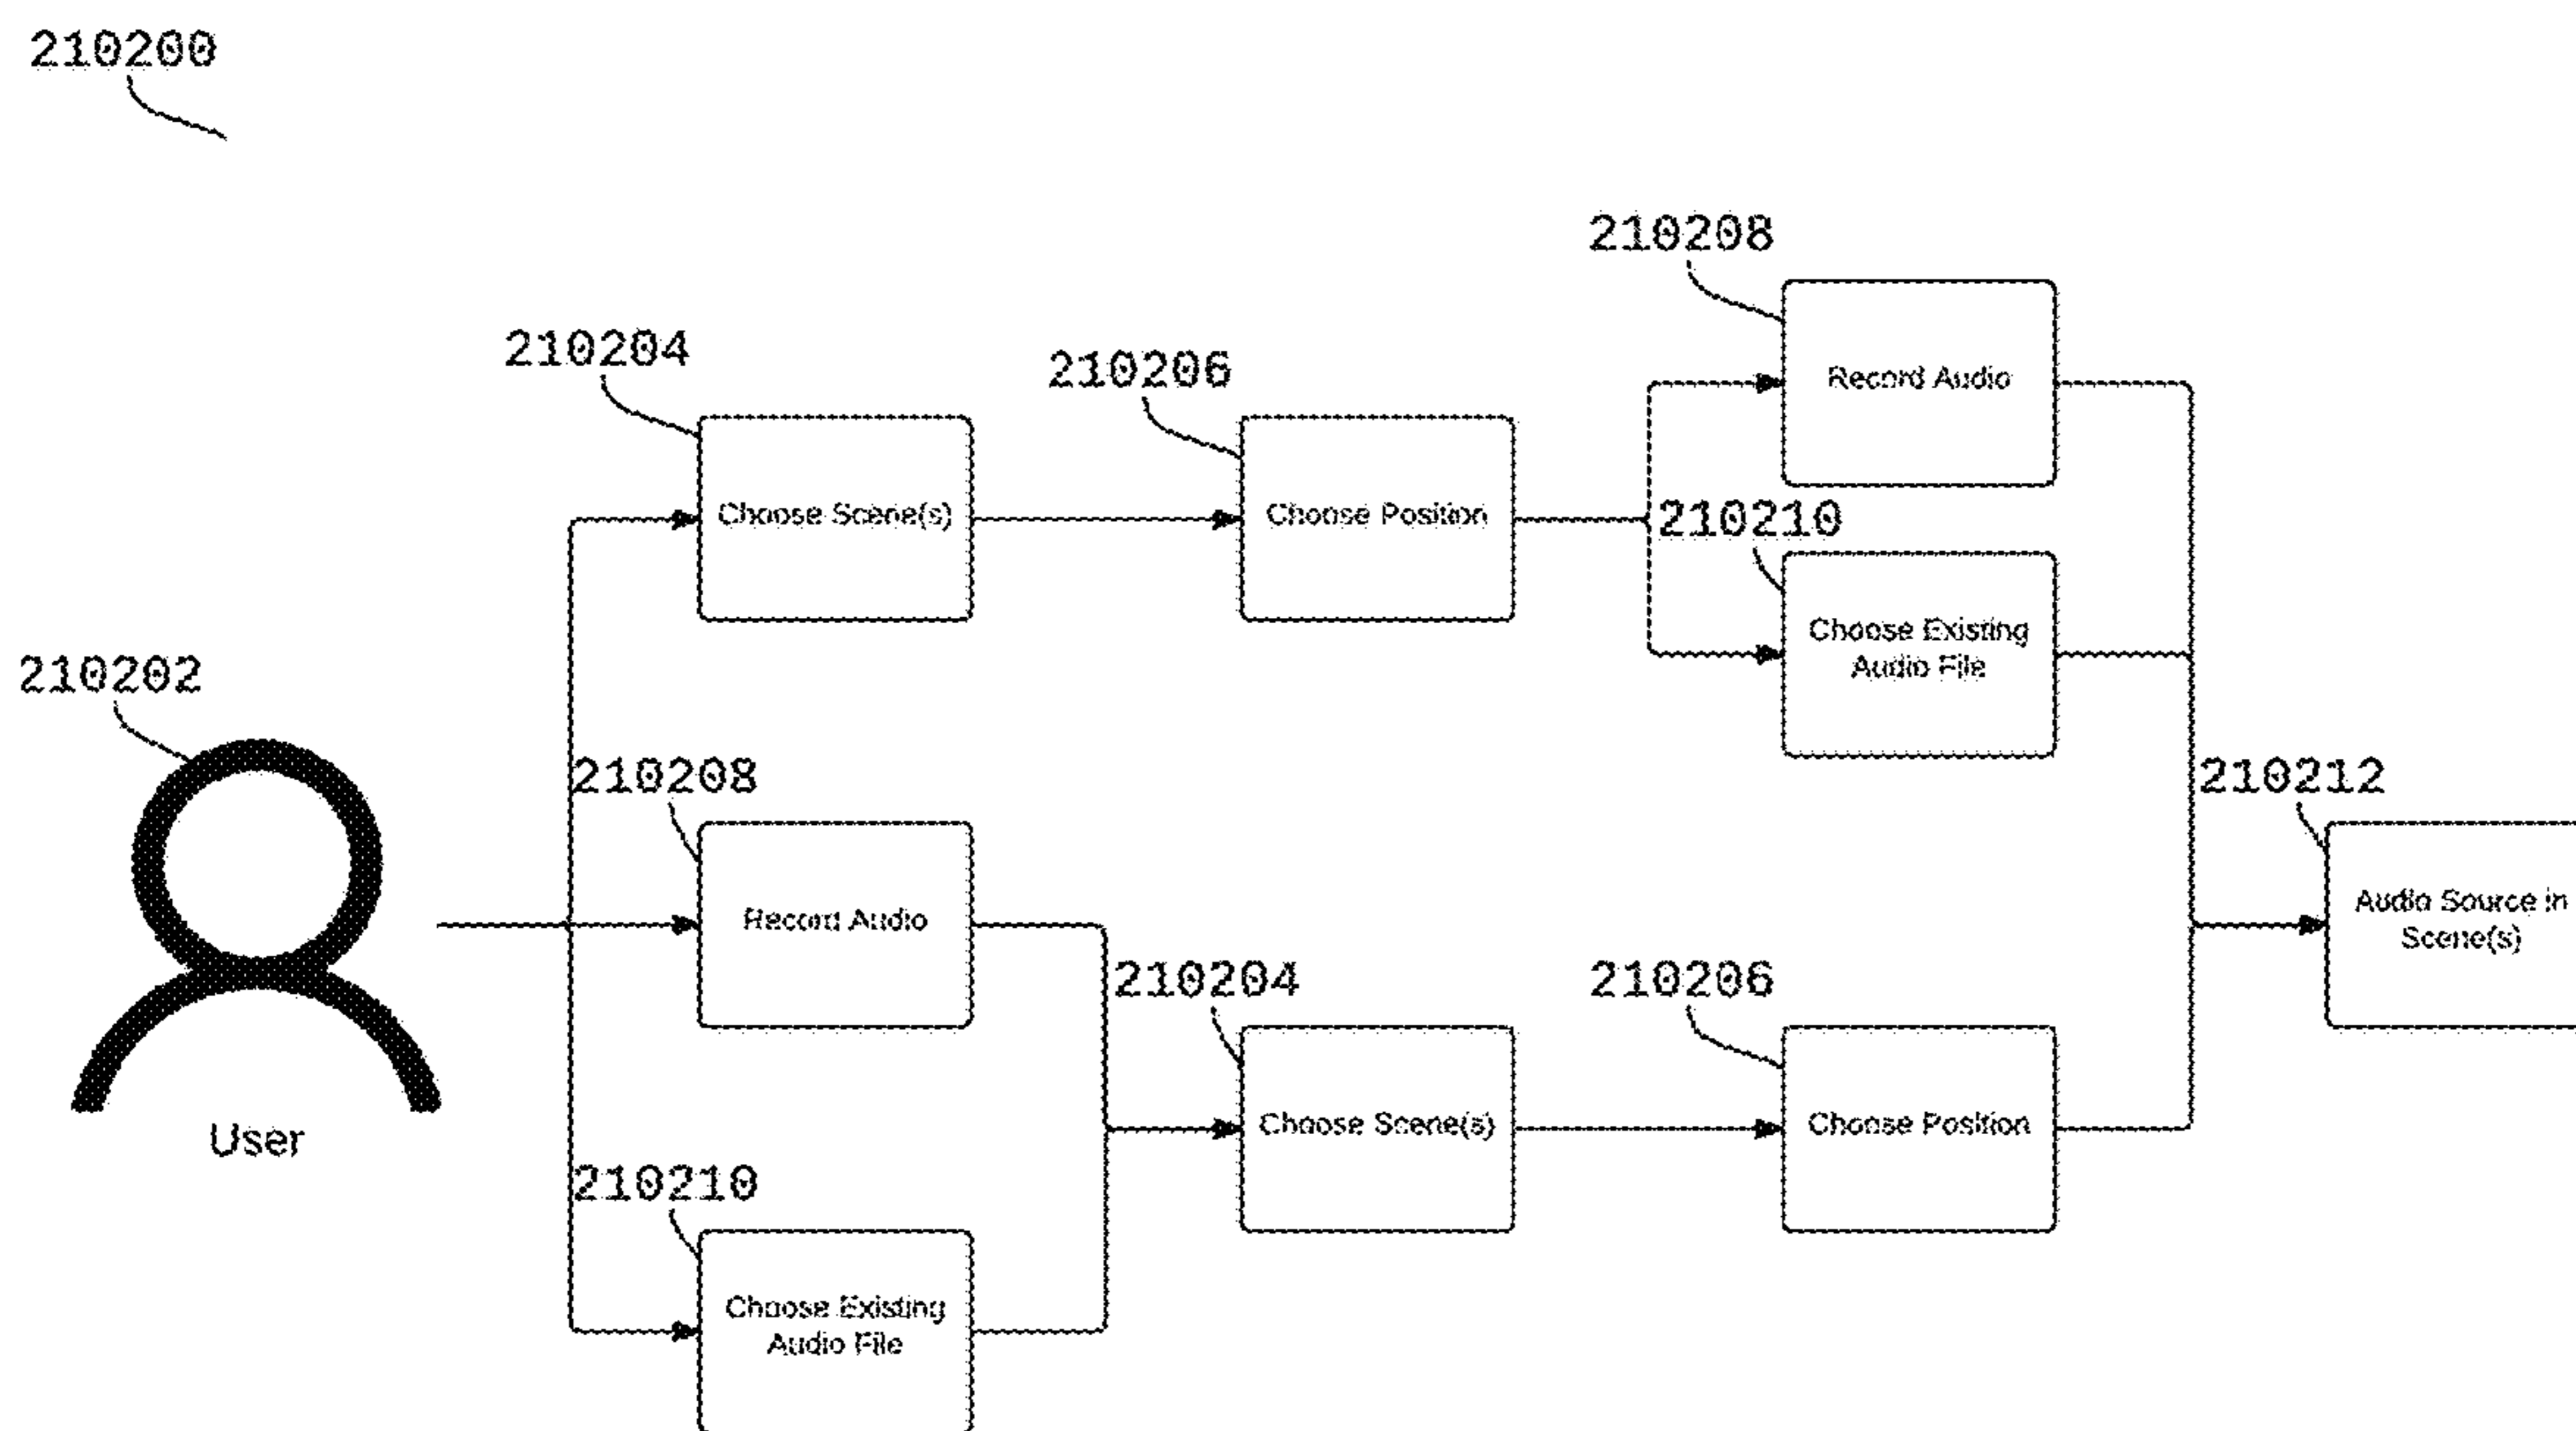 210200
210208
210204
210206
Record Audio
Choose Scene(s)
Choose Position
210210
Choose Existing
Audio File
210202
210208
210212
Record Audio
Audio Source in
Scene(s)
210204
210206
Choose Scene(s)
Choose Position
User
210210
Choose Existing
Audio File